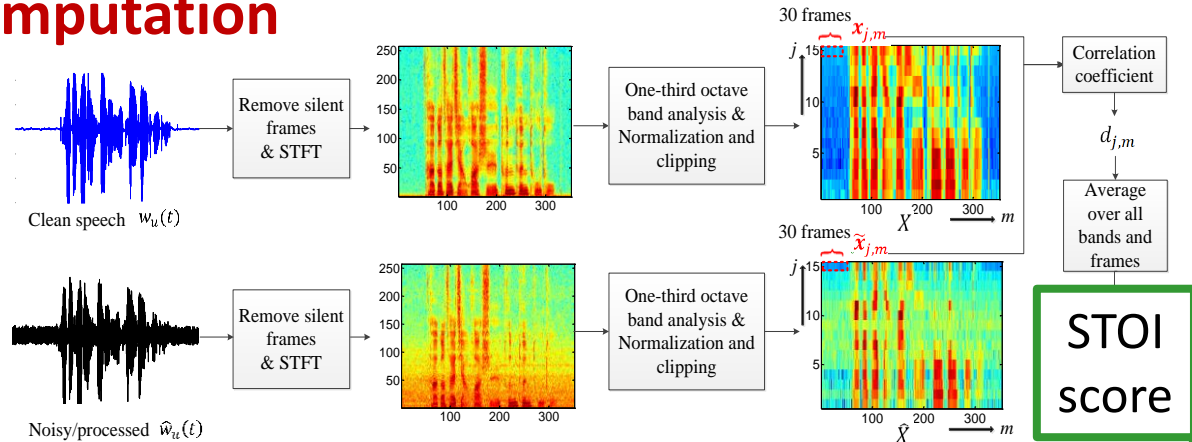 mputation
Remove silent
frames
& STFT
250
200
150
100
50
100
200
300
One-third octave
band analysis &
Normalization and
clipping
30 frames
x_{j,m}
j
15
10
5
100
200
300
X
m
Correlation
coefficient
d_{j,m}
Average
over all
bands and
frames
STOI
score
Clean speech w_u(t)
Remove silent
frames
& STFT
250
200
150
100
50
100
200
300
One-third octave
band analysis &
Normalization and
clipping
30 frames
x̃_{j,m}
j
15
10
5
100
200
300
X̂
m
Noisy/processed ŵ_u(t)